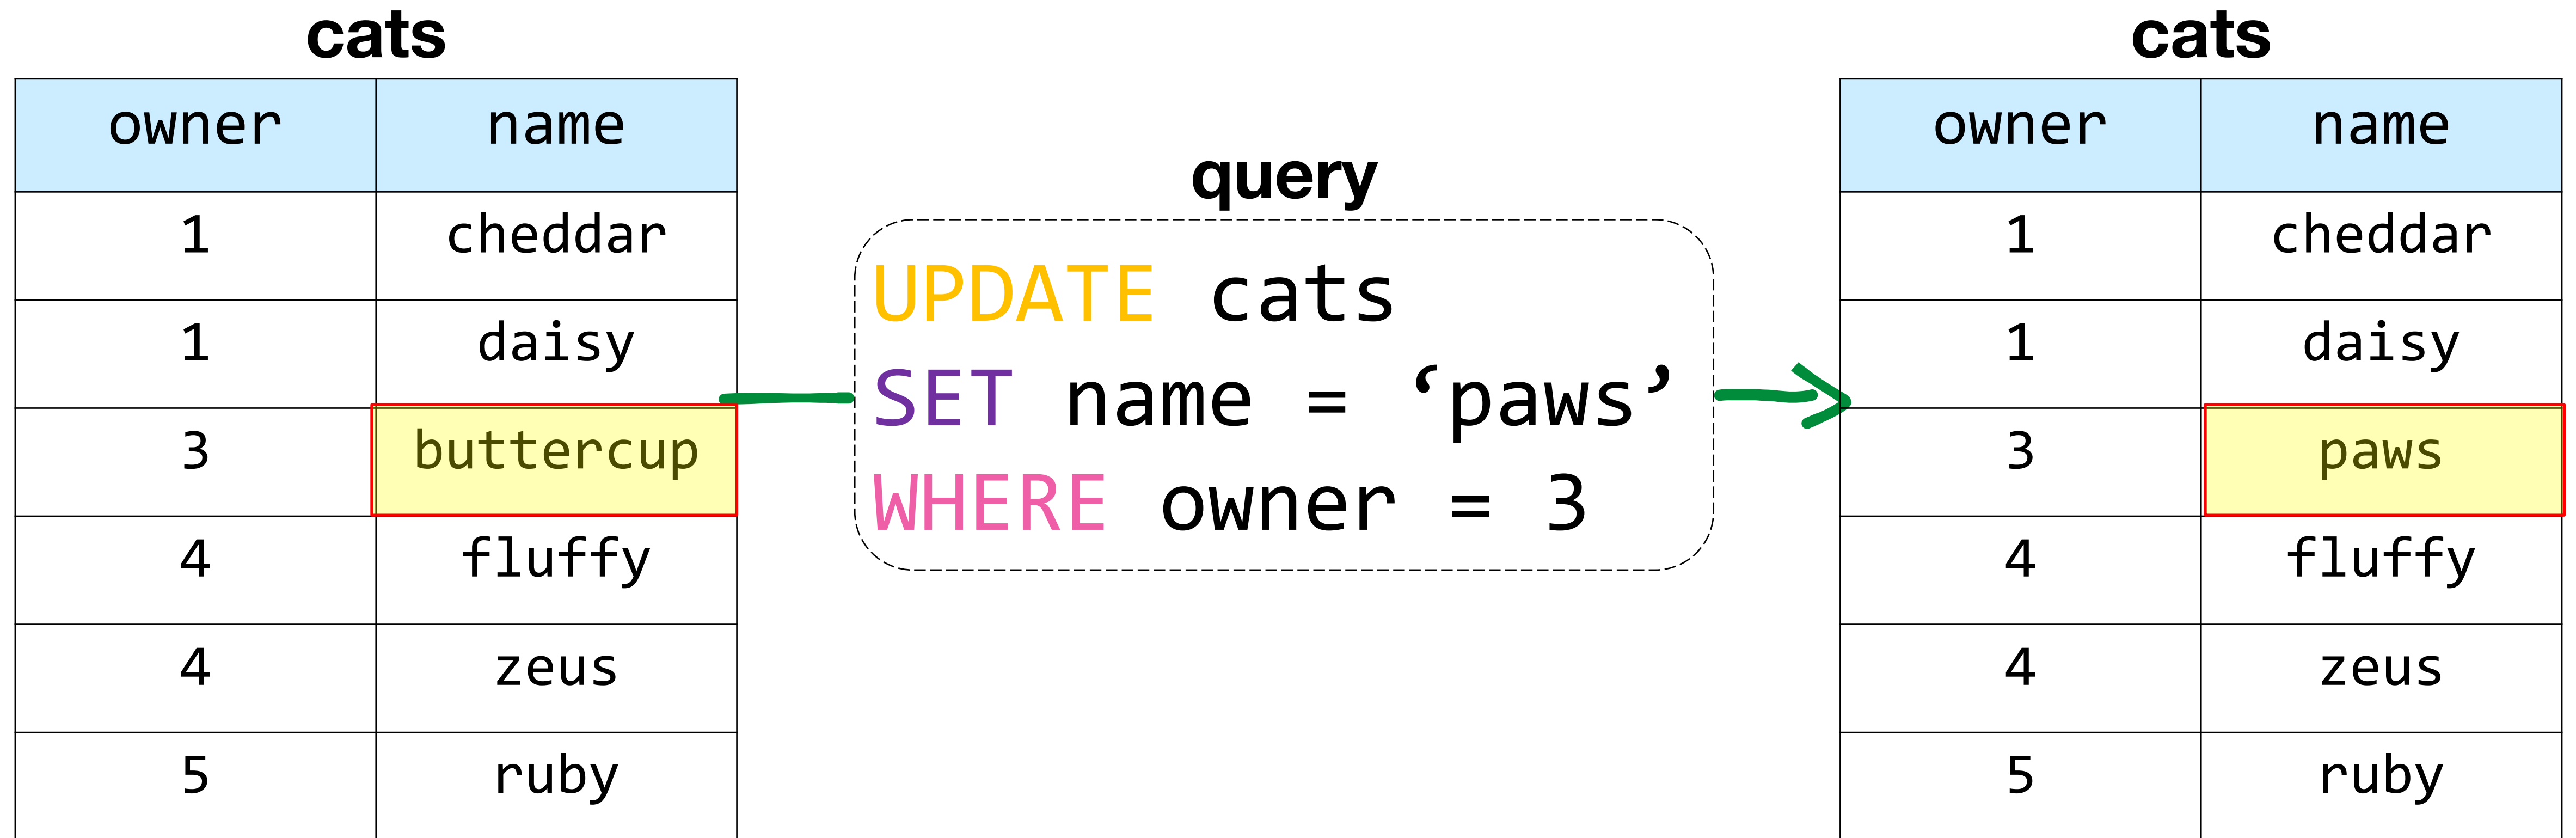 cats
owner name
1 cheddar
1 daisy
3 buttercup
4 fluffy
4 zeus
5 ruby
query
UPDATE cats
SET name = ‘paws’
WHERE owner = 3
cats
owner name
1 cheddar
1 daisy
3 paws
4 fluffy
4 zeus
5 ruby